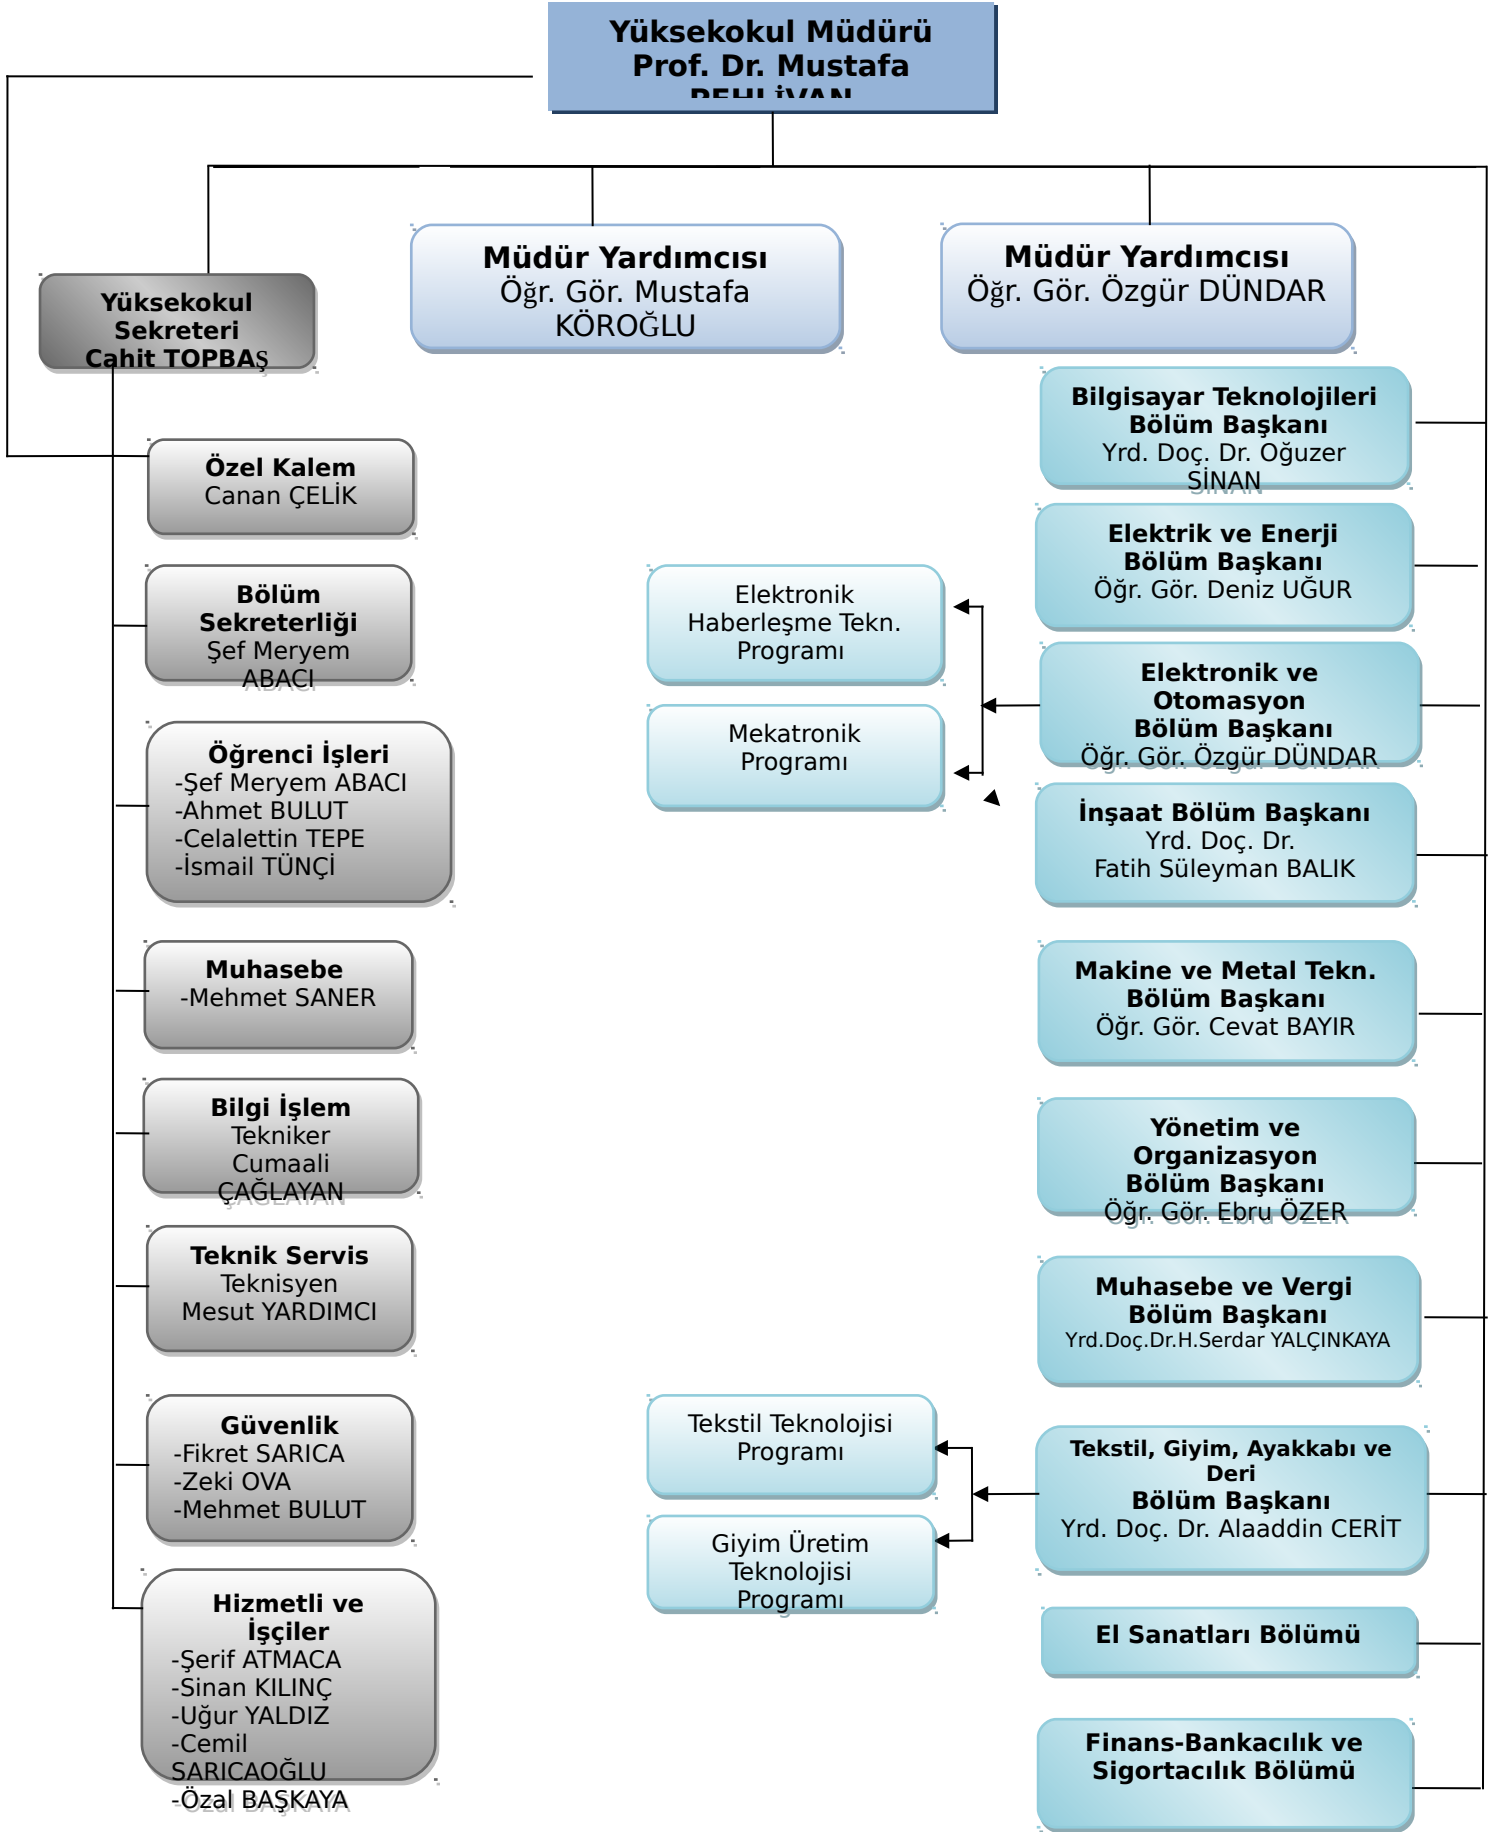 Yüksekokul Müdürü
Prof. Dr. Mustafa
PEHLİVAN
Müdür Yardımcısı
Öğr. Gör. Mustafa
KÖROĞLU
Müdür Yardımcısı
Öğr. Gör. Özgür DÜNDAR
Yüksekokul
Sekreteri
Cahit TOPBAŞ
Özel Kalem
Canan ÇELİK
Bölüm
Sekreterliği
Şef Meryem
ABACI
Öğrenci İşleri
-Şef Meryem ABACI
-Ahmet BULUT
-Celalettin TEPE
-İsmail TÜNÇİ
Muhasebe
-Mehmet SANER
Bilgi İşlem
Tekniker
Cumaali
ÇAĞLAYAN
Teknik Servis
Teknisyen
Mesut YARDIMCI
Güvenlik
-Fikret SARICA
-Zeki OVA
-Mehmet BULUT
Hizmetli ve
İşçiler
-Şerif ATMACA
-Sinan KILINÇ
-Uğur YALDIZ
-Cemil
SARICAOĞLU
-Özal BAŞKAYA
Elektronik
Haberleşme Tekn.
Programı
Mekatronik
Programı
Tekstil Teknolojisi
Programı
Giyim Üretim
Teknolojisi
Programı
Bilgisayar Teknolojileri
Bölüm Başkanı
Yrd. Doç. Dr. Oğuzer
SİNAN
Elektrik ve Enerji
Bölüm Başkanı
Öğr. Gör. Deniz UĞUR
Elektronik ve
Otomasyon
Bölüm Başkanı
Öğr. Gör. Özgür DÜNDAR
İnşaat Bölüm Başkanı
Yrd. Doç. Dr.
Fatih Süleyman BALIK
Makine ve Metal Tekn.
Bölüm Başkanı
Öğr. Gör. Cevat BAYIR
Yönetim ve
Organizasyon
Bölüm Başkanı
Öğr. Gör. Ebru ÖZER
Muhasebe ve Vergi
Bölüm Başkanı
Yrd.Doç.Dr.H.Serdar YALÇINKAYA
Tekstil, Giyim, Ayakkabı ve
Deri
Bölüm Başkanı
Yrd. Doç. Dr. Alaaddin CERİT
El Sanatları Bölümü
Finans-Bankacılık ve
Sigortacılık Bölümü